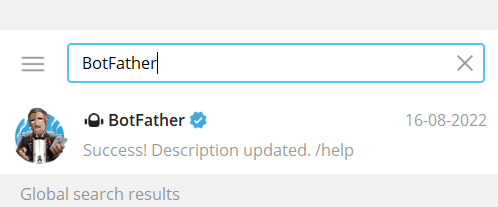 BotFather
BotFather 16-08-2022
Success! Description updated. /help
Global search results